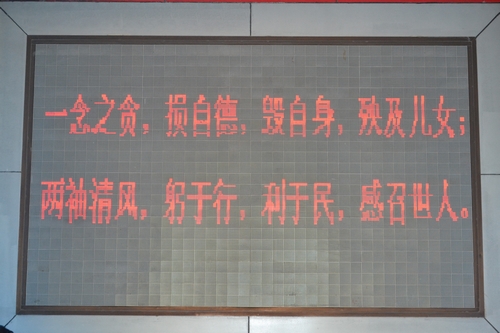 一念之贪，损自德，毁自身，殃及儿女；
两袖清风，躬于行，利于民，感召世人。